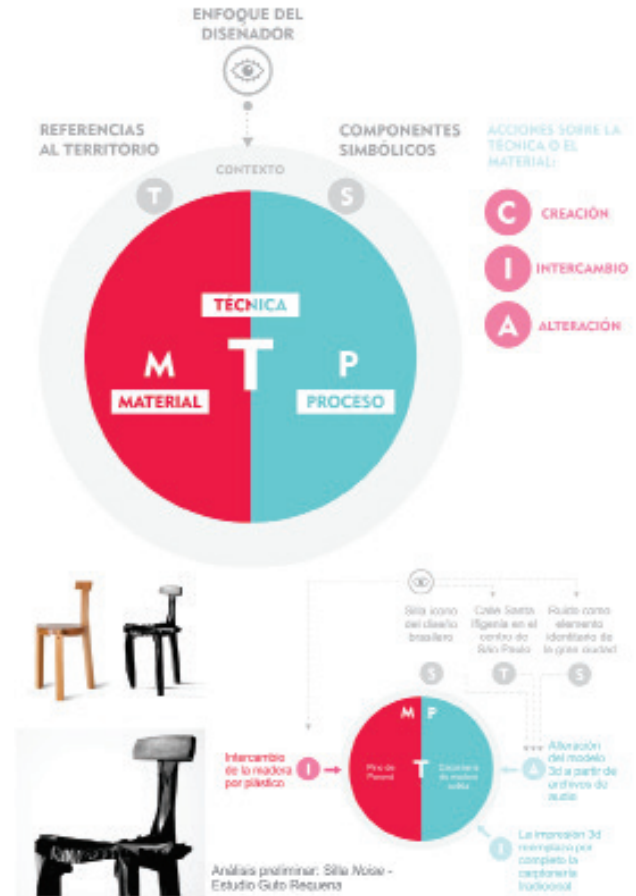 ENFOQUE DEL
DISEÑADOR
REFERENCIAS
AL TERRITORIO
COMPONENTES
SIMBÓLICOS
CONTEXTO
T
S
ACCIONES SOBRE LA
TÉCNICA O EL
MATERIAL:
C
CREACIÓN
I
INTERCAMBIO
A
ALTERACIÓN
TÉCNICA
M
T
P
MATERIAL
PROCESO
Silla icono
del diseño
brasilero
Calle Santa
Ifigenia en el
centro de
São Paulo
Ruido como
elemento
identitario de
la gran ciudad
S
T
S
M P
T
Pino de
Paraná
Intercambio
de la madera
por plástico
I
A
Alteración
del modelo
3d a partir de
archivos de
audio
I
La impresión 3d
reemplaza por
completo la
carpintería
tradicional
Análisis preliminar: Silla Noise -
Estudio Guto Requena